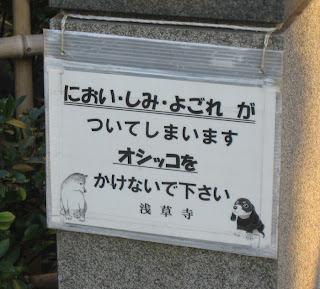 におい・しみ・よごれ が
ついてしまいます
オシッコを
かけないで下さい
浅草寺